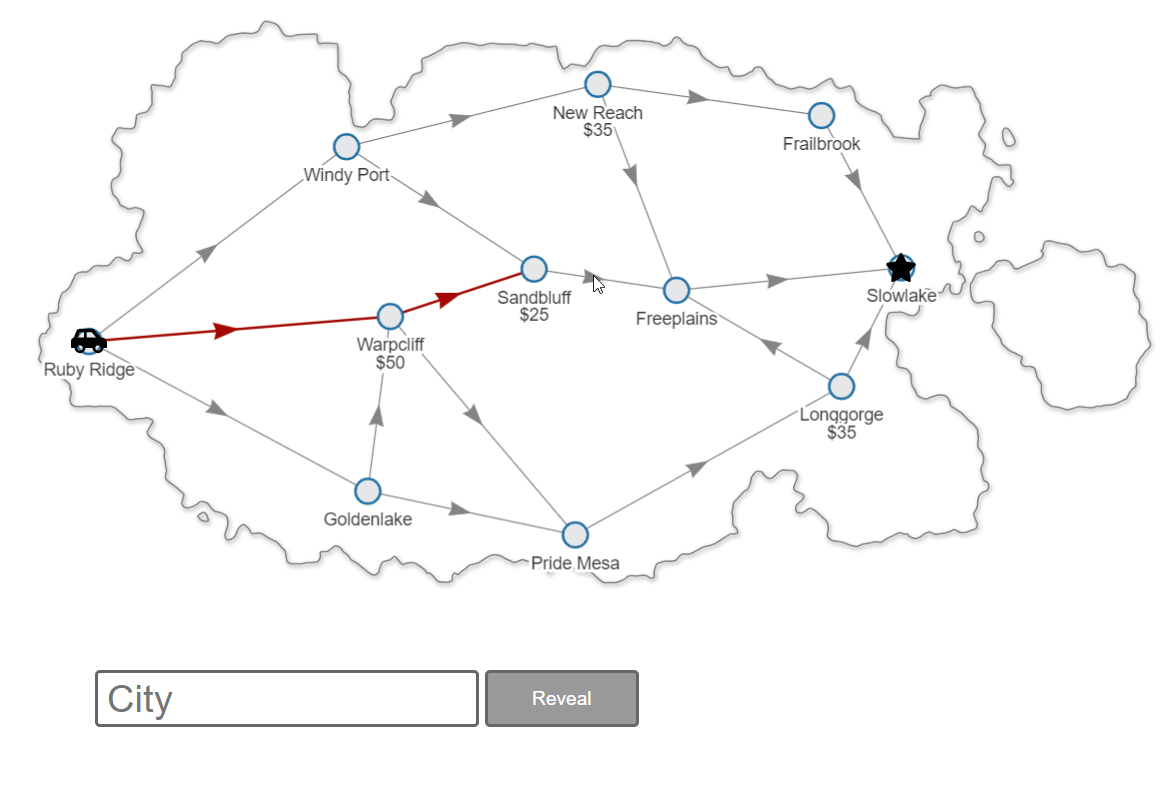 New Reach
$35
Frailbrook
Windy Port
Sandbluff
$25
Slowlake
Freeplains
Warpcliff
$50
Ruby Ridge
Longgorge
$35
Goldenlake
Pride Mesa
City
Reveal